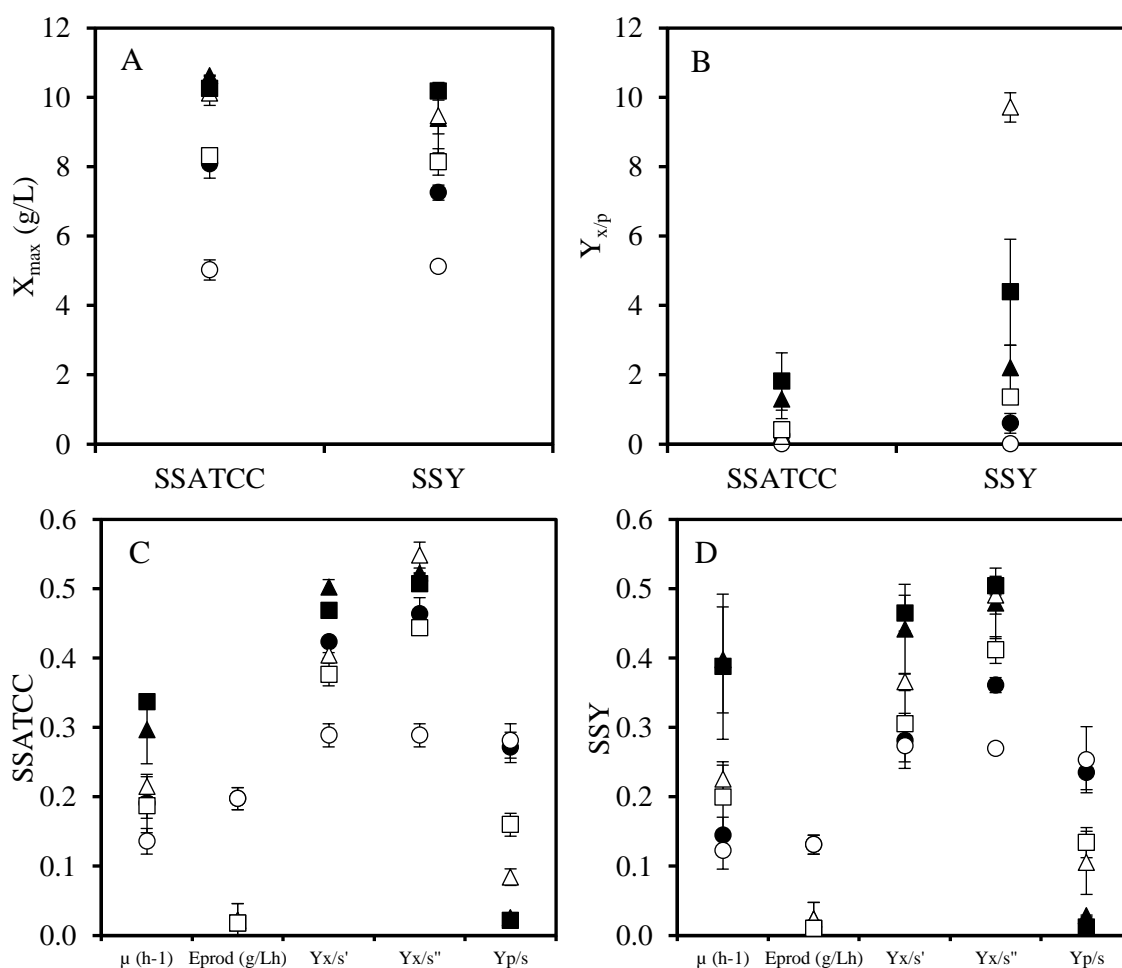 A
X_max (g/L)
12
10
8
6
4
2
0
SSATCC SSY
B
Y_x/p
12
10
8
6
4
2
0
SSATCC SSY
C
SSATCC
0.6
0.5
0.4
0.3
0.2
0.1
0.0
µ (h-1) Eprod (g/Lh) Yx/s' Yx/s" Yp/s
D
SSY
0.6
0.5
0.4
0.3
0.2
0.1
0.0
µ (h-1) Eprod (g/Lh) Yx/s' Yx/s" Yp/s